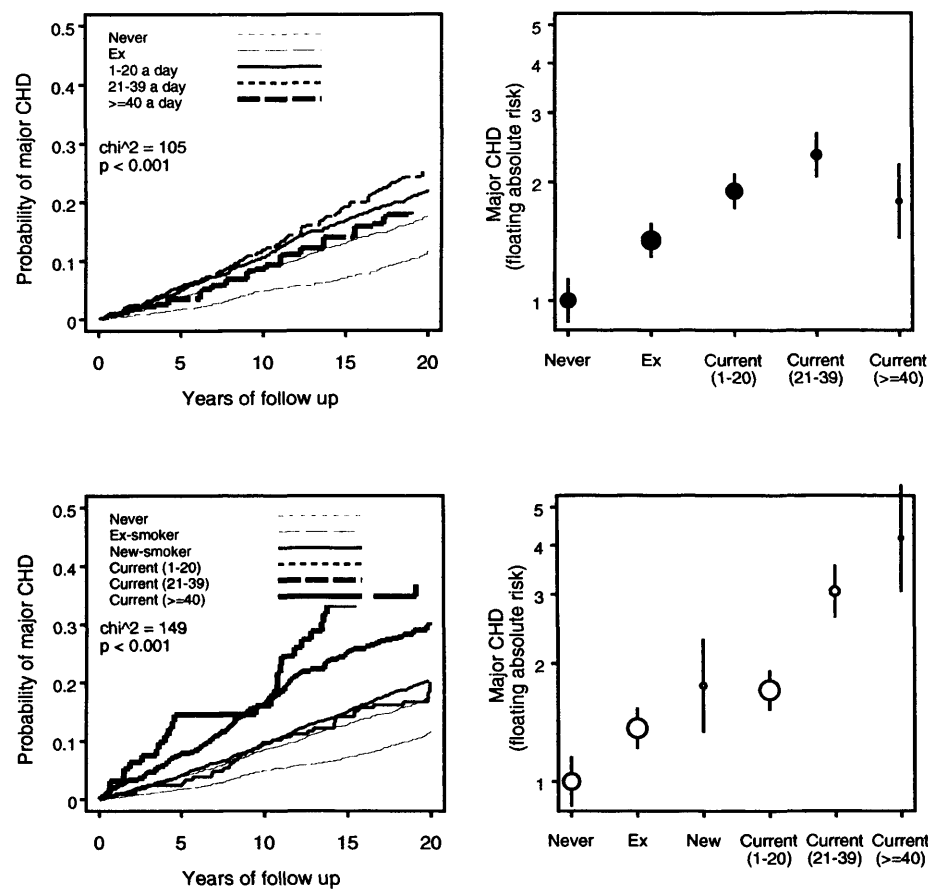 Probability of major CHD
0.5
0.4
0.3
0.2
0.1
0
Never
Ex
1-20 a day
21-39 a day
>=40 a day
chi^2 = 105
p < 0.001
0 5 10 15 20
Years of follow up
Major CHD
(floating absolute risk)
5
4
3
2
1
Never Ex Current Current Current
(1-20) (21-39) (>=40)
Probability of major CHD
0.5
0.4
0.3
0.2
0.1
0
Never
Ex-smoker
New-smoker
Current (1-20)
Current (21-39)
Current (>=40)
chi^2 = 149
p < 0.001
0 5 10 15 20
Years of follow up
Major CHD
(floating absolute risk)
5
4
3
2
1
Never Ex New Current Current Current
(1-20) (21-39) (>=40)